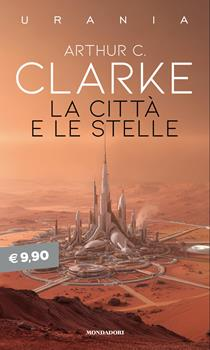 URANIA
ARTHUR C.
CLARKE
LA CITTÀ
E LE STELLE
€ 9,90
MONDADORI